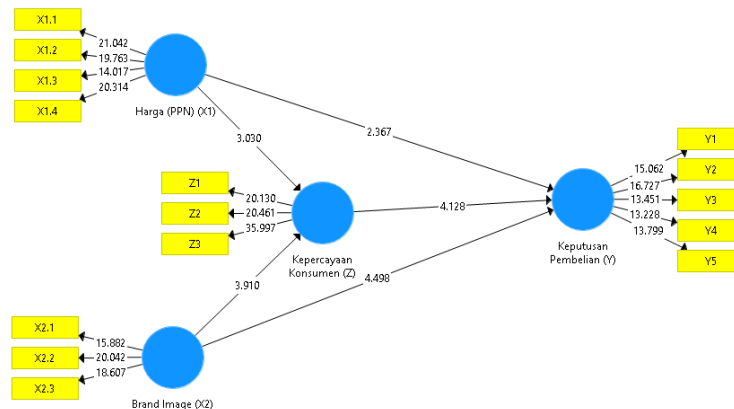 X1.1
X1.2
X1.3
X1.4
21.042
19.763
14.017
20.314
Harga (PPN) (X1)
3.030
2.367
Z1
Z2
Z3
20.130
20.461
35.997
Kepercayaan
Konsumen (Z)
4.128
3.910
4.498
Y1
Y2
Y3
Y4
Y5
15.062
16.727
13.451
13.228
13.799
Keputusan
Pembelian (Y)
X2.1
X2.2
X2.3
15.882
20.042
18.607
Brand Image (X2)